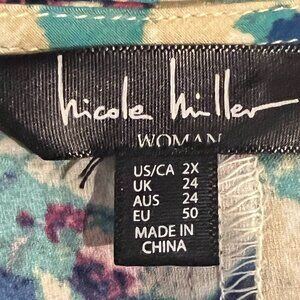 nicole miller
WOMAN
US/CA 2X
UK 24
AUS 24
EU 50
MADE IN
CHINA